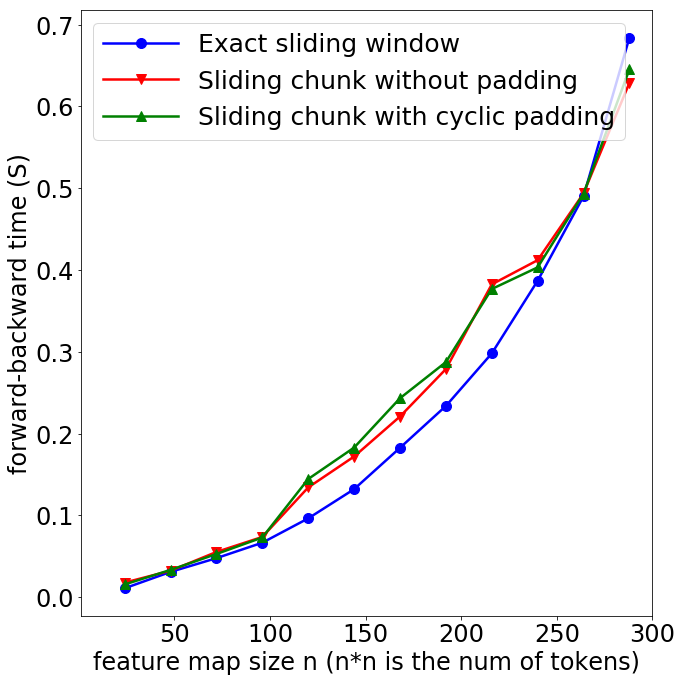 Exact sliding window
Sliding chunk without padding
Sliding chunk with cyclic padding
forward-backward time (S)
0.7
0.6
0.5
0.4
0.3
0.2
0.1
0.0
50 100 150 200 250 300
feature map size n (n*n is the num of tokens)